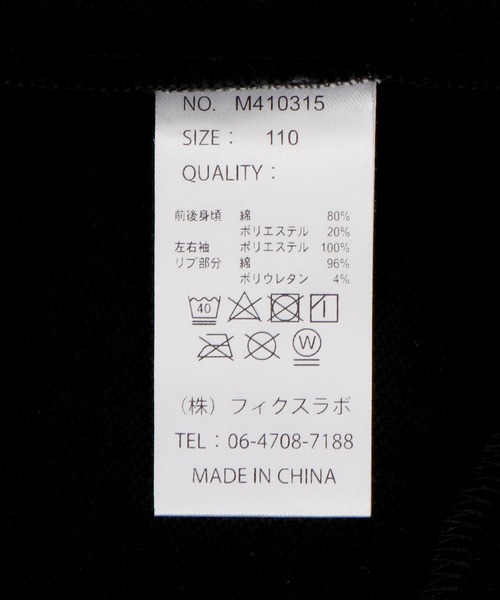 NO. M410315
SIZE： 110
QUALITY：
前後身頃 綿 80%
ポリエステル 20%
左右袖 ポリエステル 100%
リブ部分 綿 96%
ポリウレタン 4%
40
W
（株）フィクスラボ
TEL：06-4708-7188
MADE IN CHINA